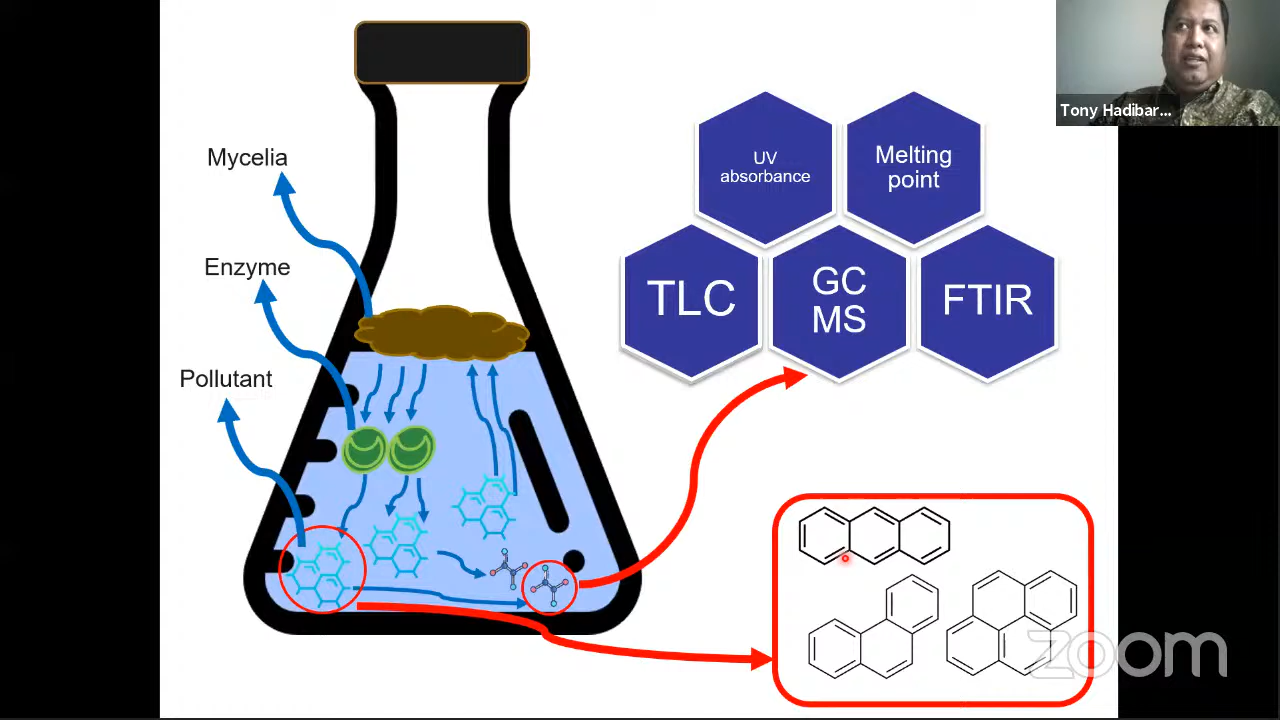 Tony Hadibar...
Mycelia
Enzyme
Pollutant
UV
absorbance
Melting
point
TLC
GC
MS
FTIR
zoom